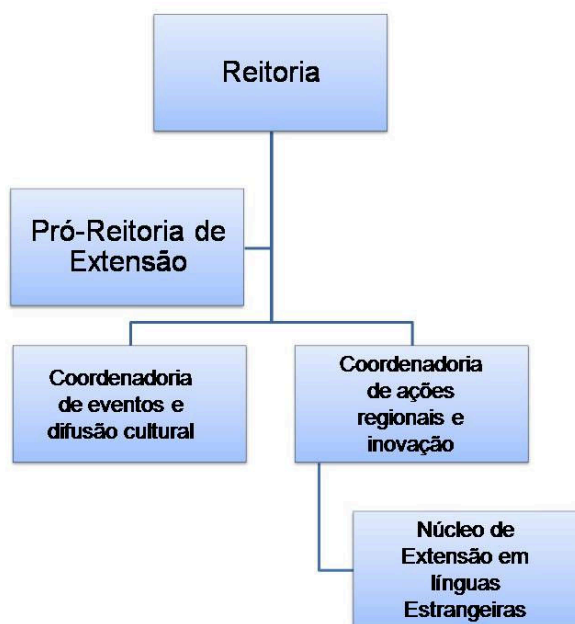 Reitoria
Pró-Reitoria de
Extensão
Coordenadoria
de eventos e
difusão cultural
Coordenadoria
de ações
regionais e
inovação
Núcleo de
Extensão em
línguas
Estrangeiras